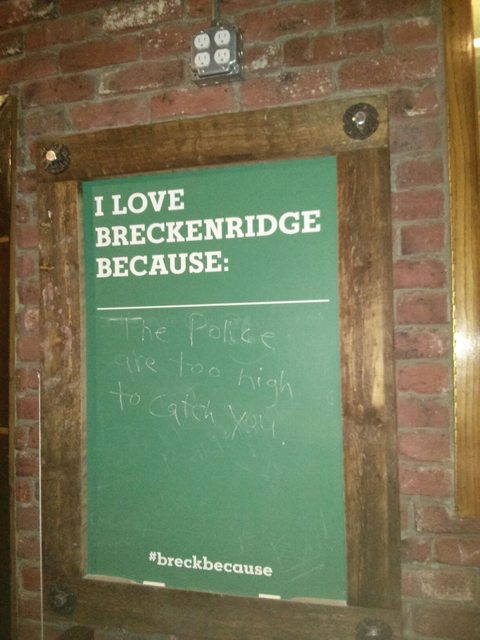 I LOVE
BRECKENRIDGE
BECAUSE:
The Police
are too high
to catch you.
#breckbecause